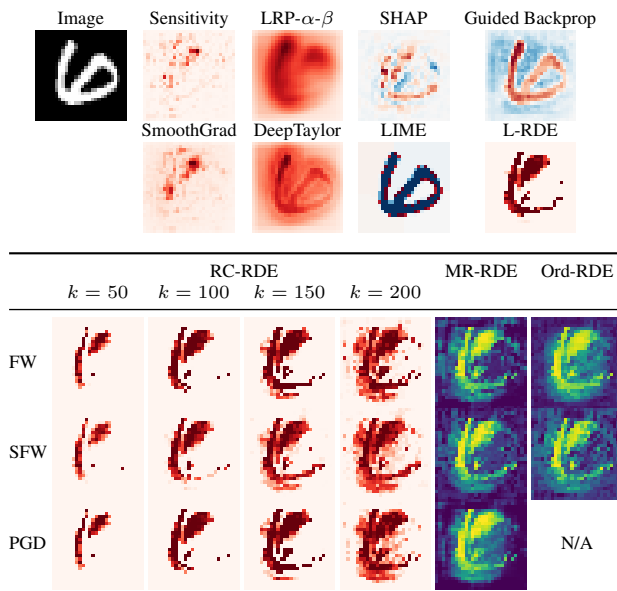 Image Sensitivity LRP-α-β SHAP Guided Backprop
SmoothGrad DeepTaylor LIME L-RDE
RC-RDE MR-RDE Ord-RDE
k = 50 k = 100 k = 150 k = 200
FW
SFW
PGD N/A